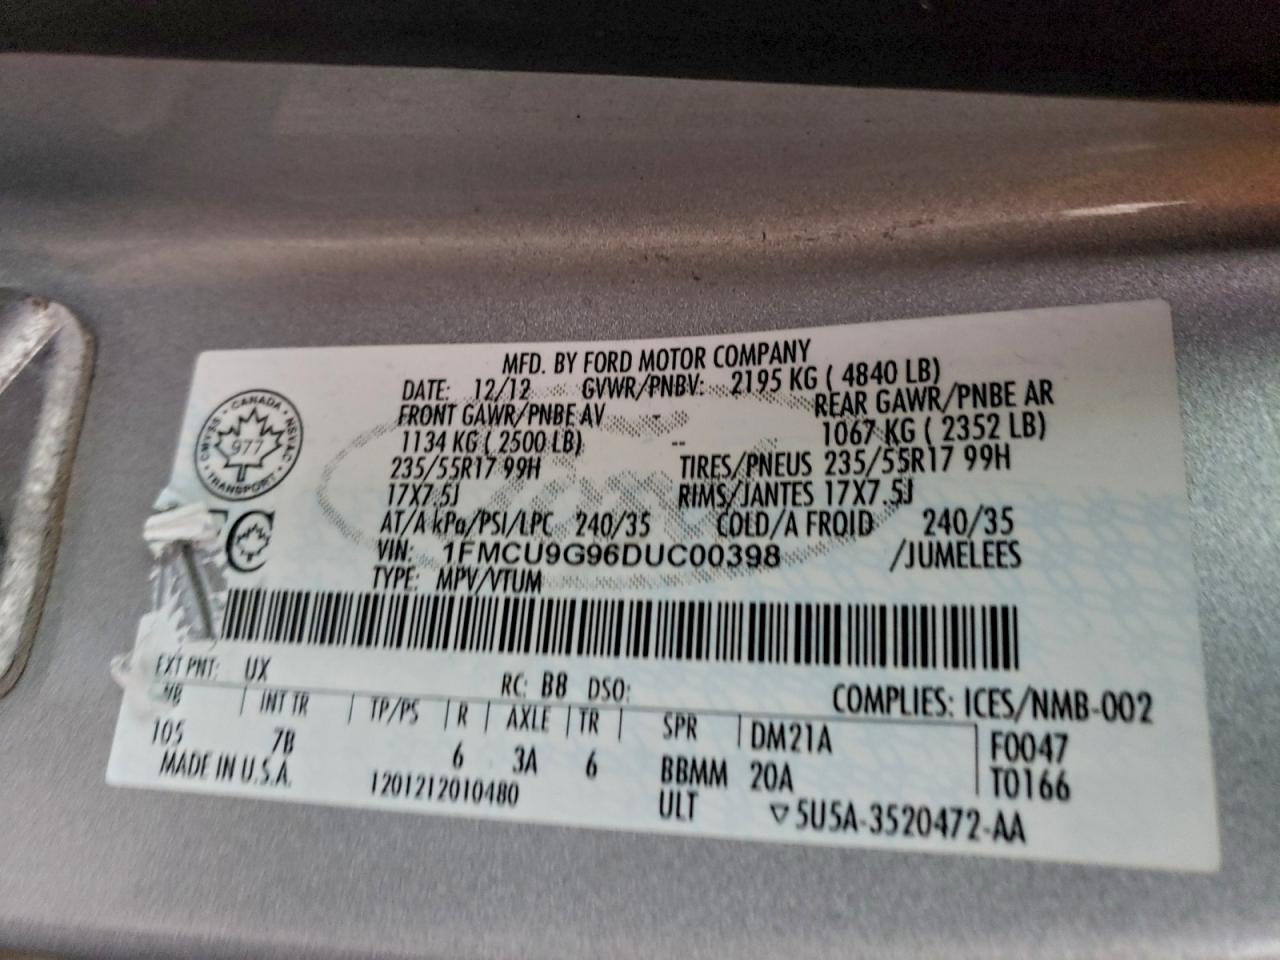 MFD. BY FORD MOTOR COMPANY
DATE: 12/12 GVWR/PNBV: 2195 KG ( 4840 LB)
FRONT GAWR/PNBE AV REAR GAWR/PNBE AR
1134 KG ( 2500 LB) -- 1067 KG ( 2352 LB)
235/55R17 99H TIRES/PNEUS 235/55R17 99H
17X7.5J RIMS/JANTES 17X7.5J
AT/A kPa/PSI/LPC 240/35 COLD/A FROID 240/35
VIN: 1FMCU9G96DUC00398 /JUMELEES
TYPE: MPV/VTUM
CANADA
977
TRANSPORT
EXT PNT: UX RC: B8 DSO: COMPLIES: ICES/NMB-002
WB | INT TR | TP/PS | R | AXLE | TR | SPR | DM21A F0047
105 7B 6 3A 6 BBMM 20A T0166
MADE IN U.S.A. 1201212010480 ULT ▽5U5A-3520472-AA